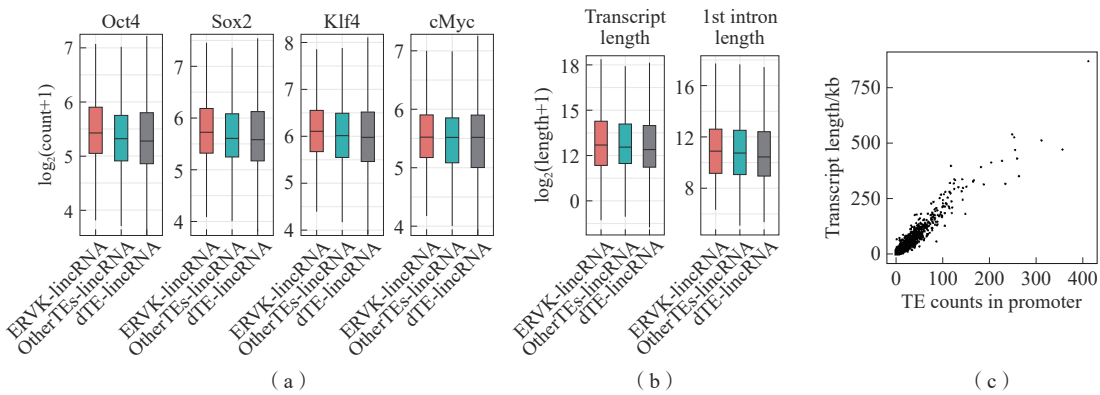 Oct4
Sox2
Klf4
cMyc
log2(count+1)
7
6
5
4
7
6
5
4
8
7
6
5
4
7
6
5
4
ERVK-lincRNA
OtherTEs-lincRNA
dTE-lincRNA
ERVK-lincRNA
OtherTEs-lincRNA
dTE-lincRNA
ERVK-lincRNA
OtherTEs-lincRNA
dTE-lincRNA
ERVK-lincRNA
OtherTEs-lincRNA
dTE-lincRNA
( a )
Transcript
length
1st intron
length
log2(length+1)
18
15
12
0
16
12
8
ERVK-lincRNA
OtherTEs-lincRNA
dTE-lincRNA
ERVK-lincRNA
OtherTEs-lincRNA
dTE-lincRNA
( b )
Transcript length/kb
750
500
250
0
0 100 200 300 400
TE counts in promoter
( c )